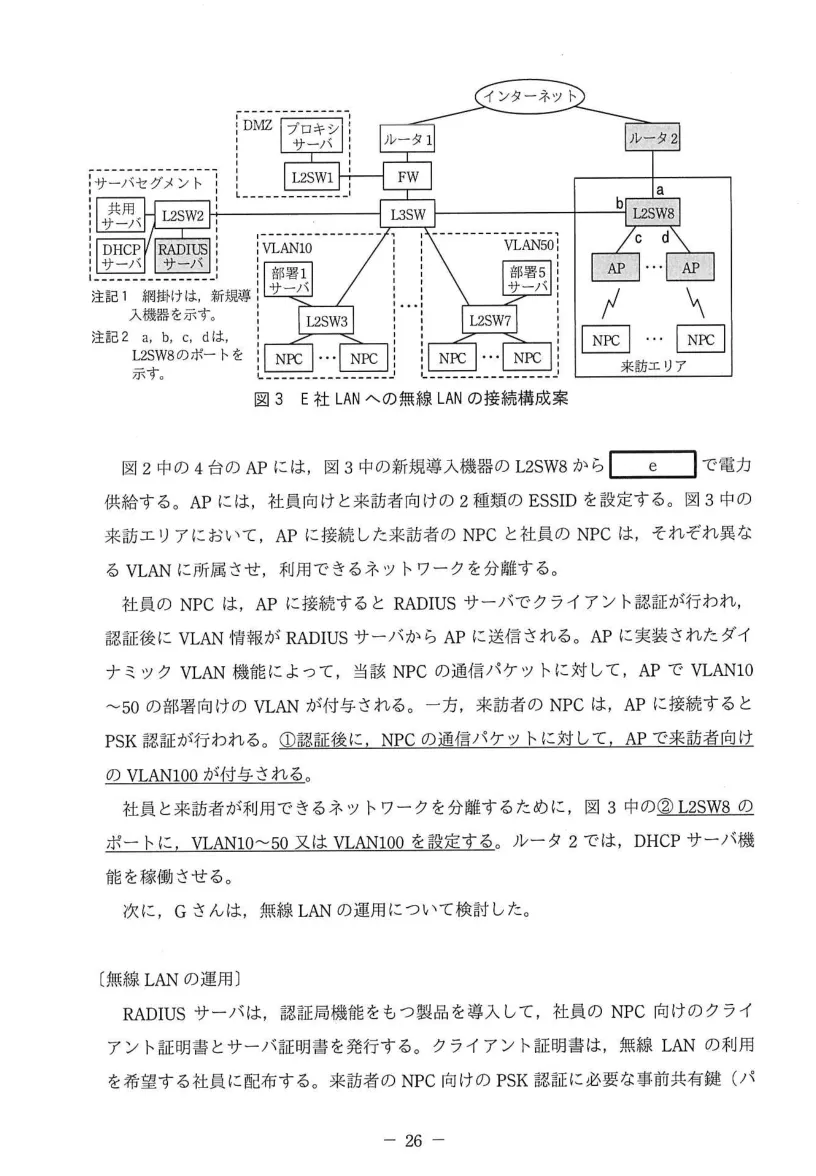 インターネット
DMZ
プロキシ
サーバ
ルータ1
ルータ2
L2SW1
FW
a
サーバセグメント
b
共用
サーバ
L2SW2
L3SW
L2SW8
c
d
DHCP
サーバ
RADIUS
サーバ
VLAN10
VLAN50
部署1
サーバ
部署5
サーバ
AP
…
AP
注記1 網掛けは,新規導
入機器を示す。
…
注記2 a,b,c,dは,
L2SW8のポートを
示す。
L2SW3
L2SW7
NPC
…
NPC
NPC
…
NPC
NPC
…
NPC
来訪エリア
図3 E社LANへの無線LANの接続構成案
図2中の4台のAPには,図3中の新規導入機器のL2SW8から e で電力
供給する。APには,社員向けと来訪者向けの2種類のESSIDを設定する。図3中の
来訪エリアにおいて,APに接続した来訪者のNPCと社員のNPCは,それぞれ異な
るVLANに所属させ,利用できるネットワークを分離する。
社員のNPCは,APに接続するとRADIUSサーバでクライアント認証が行われ,
認証後にVLAN情報がRADIUSサーバからAPに送信される。APに実装されたダイ
ナミックVLAN機能によって,当該NPCの通信パケットに対して,APでVLAN10
～50の部署向けのVLANが付与される。一方,来訪者のNPCは,APに接続すると
PSK認証が行われる。①認証後に,NPCの通信パケットに対して,APで来訪者向け
のVLAN100が付与される。
社員と来訪者が利用できるネットワークを分離するために,図3中の②L2SW8の
ポートに,VLAN10～50又はVLAN100を設定する。ルータ2では,DHCPサーバ機
能を稼働させる。
次に,Gさんは,無線LANの運用について検討した。
〔無線LANの運用〕
RADIUSサーバは,認証局機能をもつ製品を導入して,社員のNPC向けのクライ
アント証明書とサーバ証明書を発行する。クライアント証明書は,無線LANの利用
を希望する社員に配布する。来訪者のNPC向けのPSK認証に必要な事前共有鍵(パ
－ 26 －